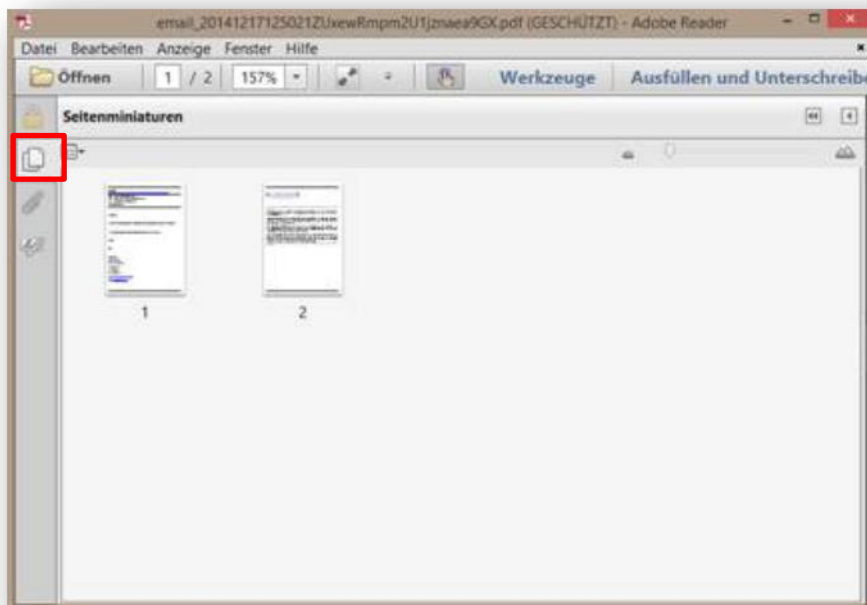 email_20141217125021ZUxewRmpm2U1jznaea9GX.pdf (GESCHÜTZT) - Adobe Reader
Datei Bearbeiten Anzeige Fenster Hilfe
Öffnen 1 / 2 157% Werkzeuge Ausfüllen und Unterschreibe
Seitenminiaturen
1 2